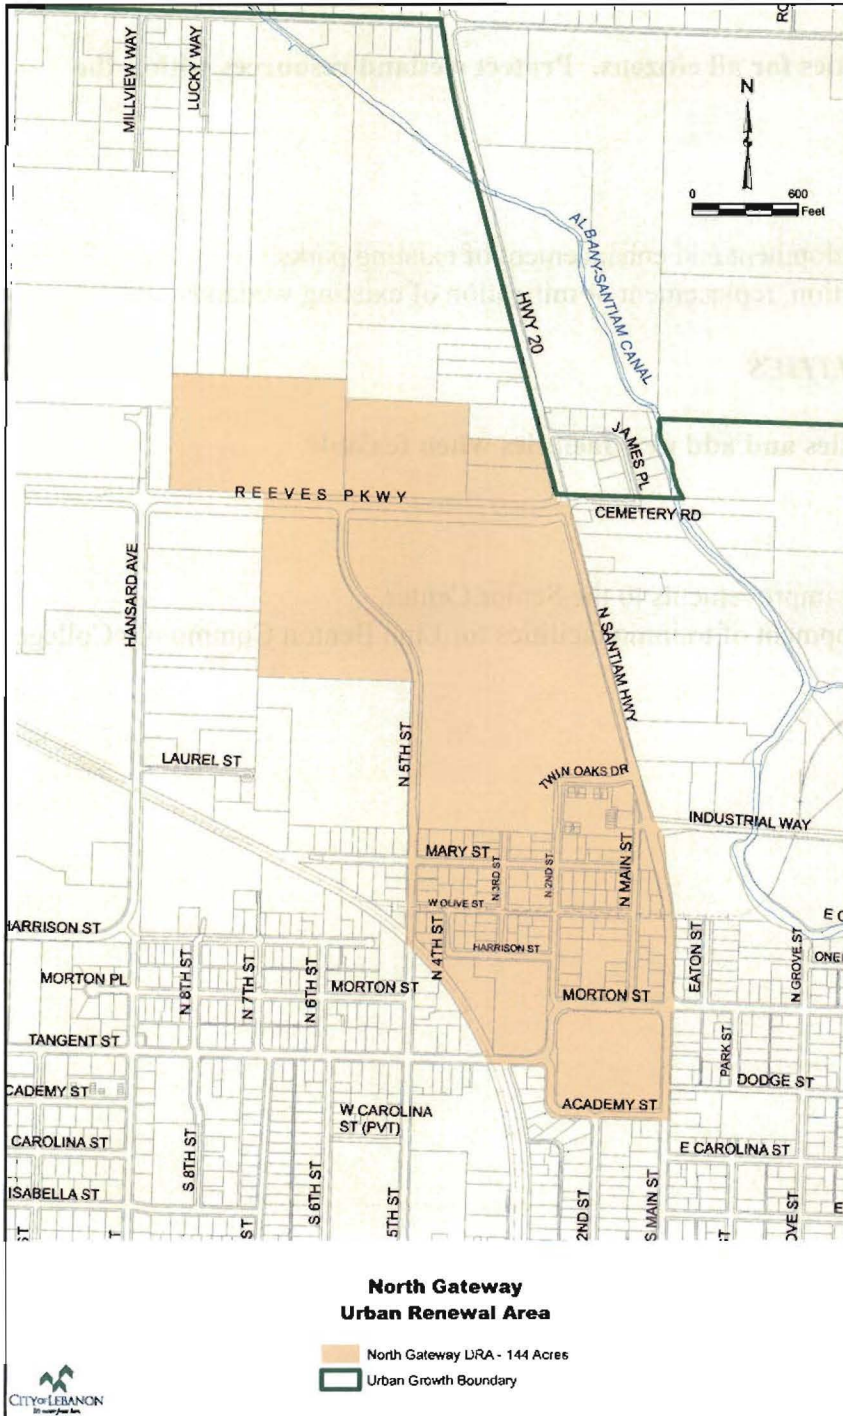 MILLVIEW WAY
LUCKY WAY
N
0 600
Feet
ALBANY-SANTIAM CANAL
HWY 20
JAMES PL
CEMETERY RD
REEVES PKWY
HANSARD AVE
N SANTIAM HWY
N 5TH ST
LAUREL ST
TWIN OAKS DR
INDUSTRIAL WAY
MARY ST
N 3RD ST
N 2ND ST
N MAIN ST
W OLIVE ST
HARRISON ST
N 4TH ST
HARRISON ST
EATON ST
N GROVE ST
MORTON PL
N 8TH ST
N 7TH ST
N 6TH ST
MORTON ST
MORTON ST
TANGENT ST
PARK ST
DODGE ST
CADEMY ST
W CAROLINA
ST (PVT)
ACADEMY ST
CAROLINA ST
E CAROLINA ST
S 8TH ST
ISABELLA ST
S 6TH ST
5TH ST
2ND ST
S MAIN ST
OVE ST
ST
North Gateway
Urban Renewal Area
North Gateway URA - 144 Acres
Urban Growth Boundary
CITY OF LEBANON